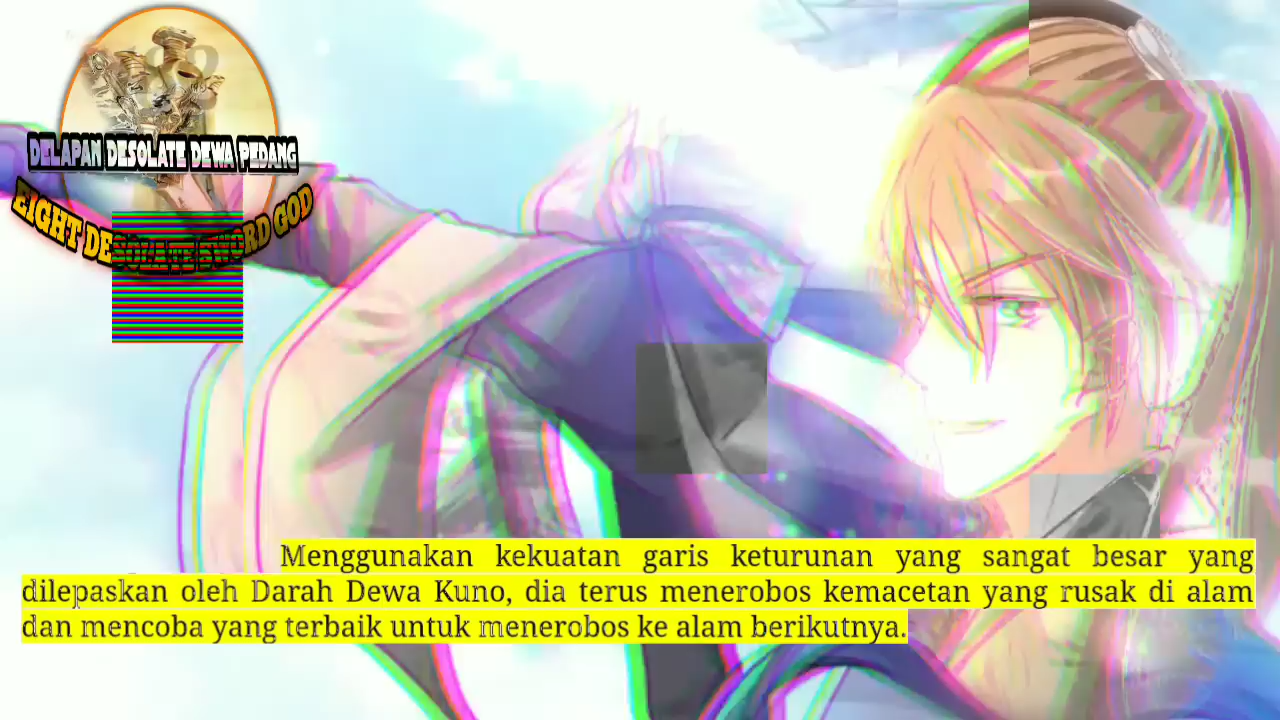 DELAPAN DESOLATE DEWA PEDANG
EIGHT DESOLATE SWORD GOD
Menggunakan kekuatan garis keturunan yang sangat besar yang
dilepaskan oleh Darah Dewa Kuno, dia terus menerobos kemacetan yang rusak di alam
dan mencoba yang terbaik untuk menerobos ke alam berikutnya.